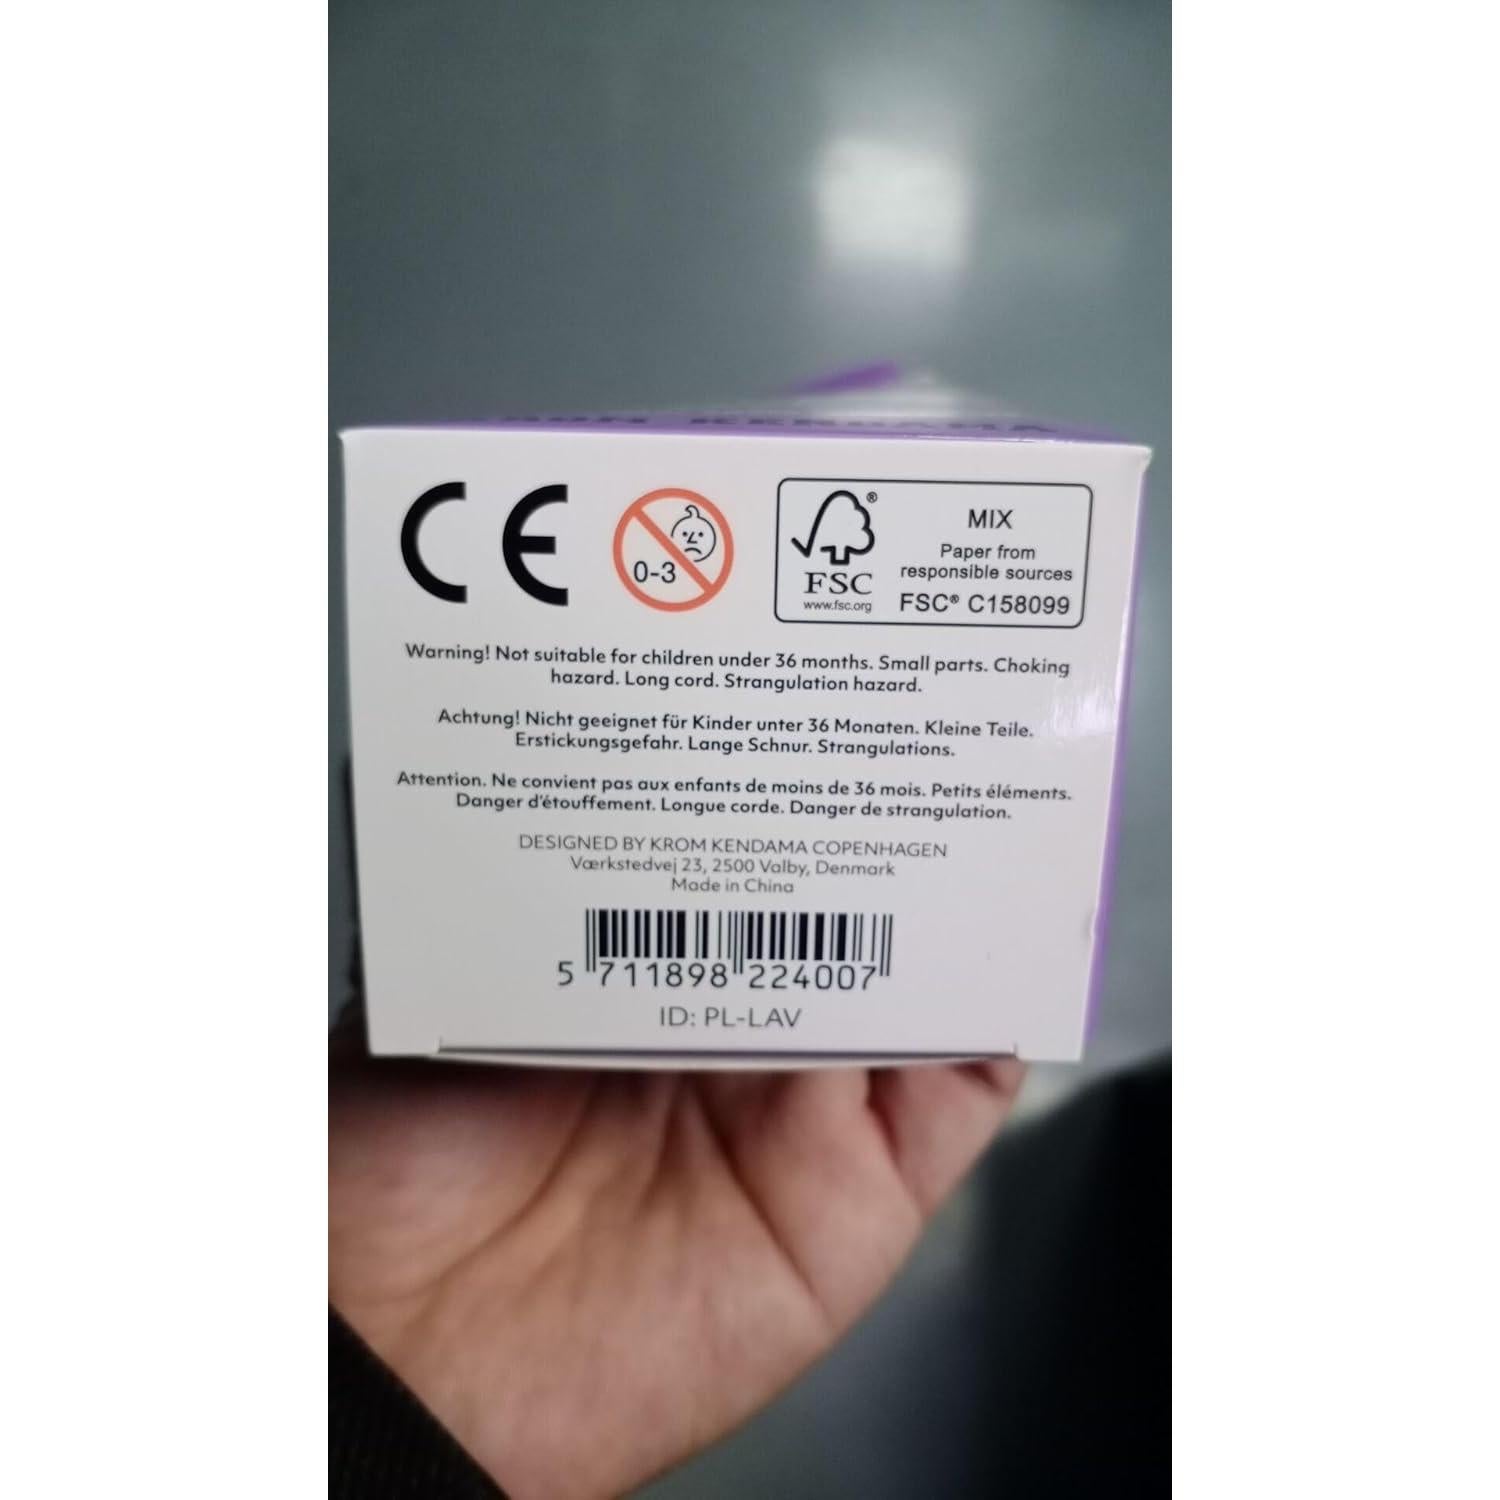 KENDAMA
CE
0-3
FSC®
www.fsc.org
MIX
Paper from
responsible sources
FSC® C158099
Warning! Not suitable for children under 36 months. Small parts. Choking
hazard. Long cord. Strangulation hazard.
Achtung! Nicht geeignet für Kinder unter 36 Monaten. Kleine Teile.
Erstickungsgefahr. Lange Schnur. Strangulations.
Attention. Ne convient pas aux enfants de moins de 36 mois. Petits éléments.
Danger d'étouffement. Longue corde. Danger de strangulation.
DESIGNED BY KROM KENDAMA COPENHAGEN
Værkstedvej 23, 2500 Valby, Denmark
Made in China
5 711898 224007
ID: PL-LAV